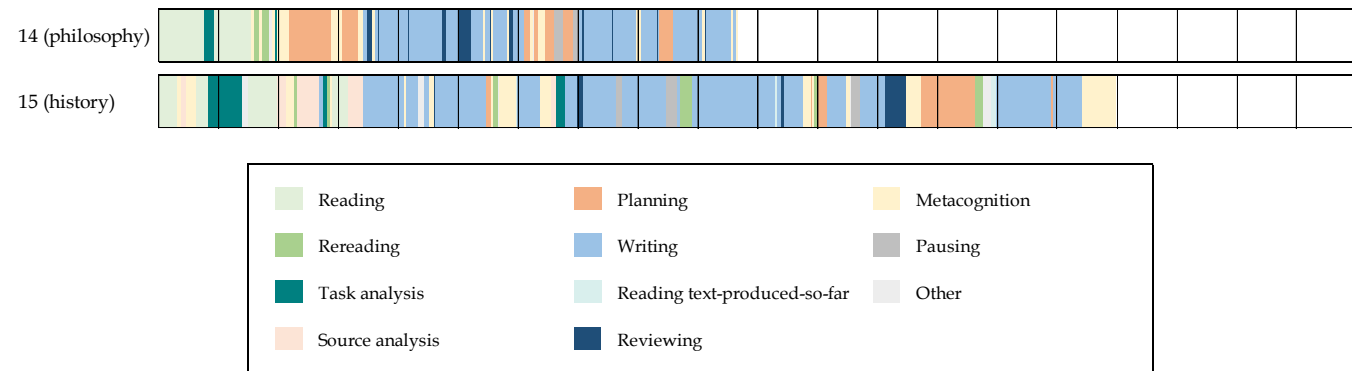 14 (philosophy)
15 (history)
Reading
Planning
Metacognition
Rereading
Writing
Pausing
Task analysis
Reading text-produced-so-far
Other
Source analysis
Reviewing